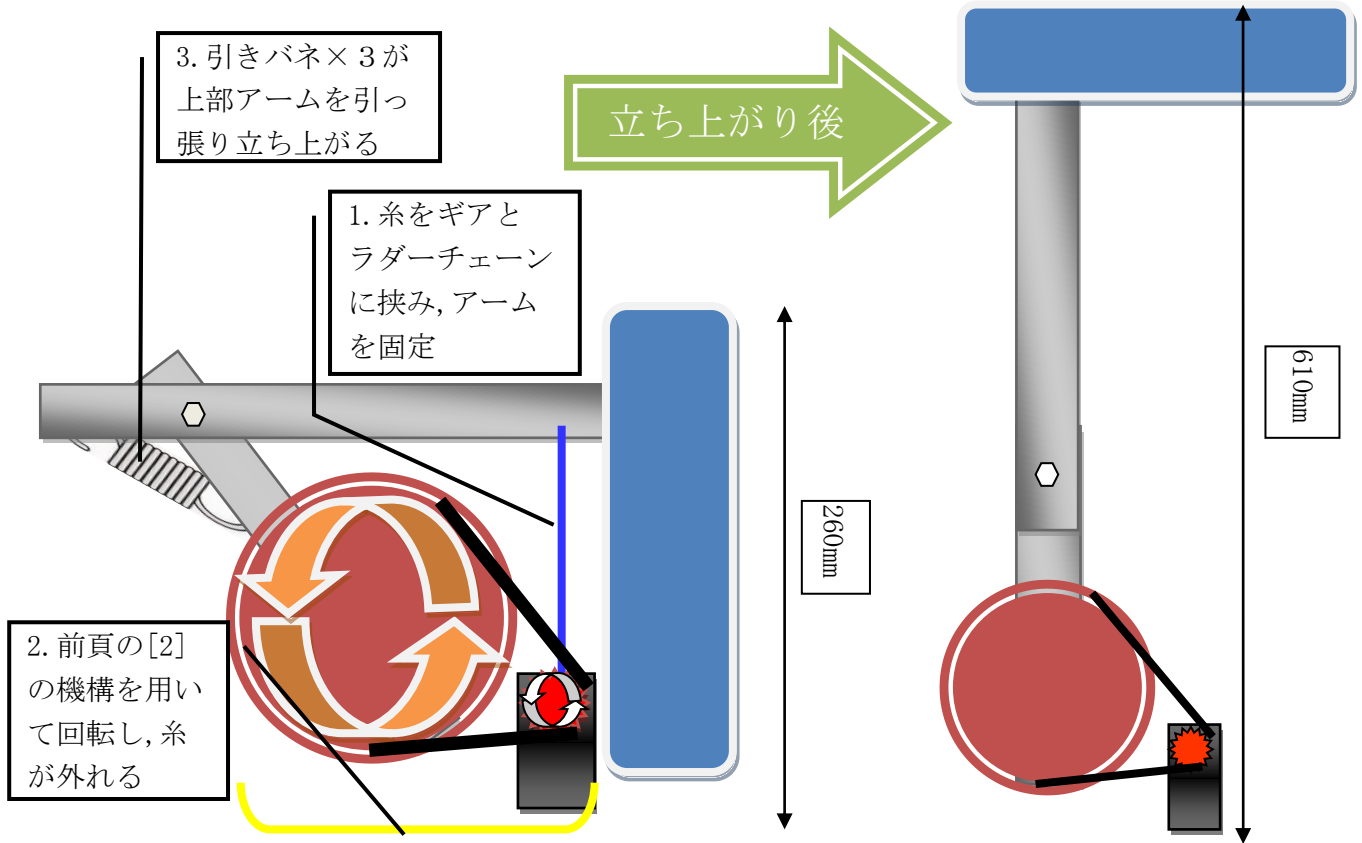 3.引きバネ×３が
上部アームを引っ
張り立ち上がる
立ち上がり後
1.糸をギアと
ラダーチェーン
に挟み,アーム
を固定
260mm
610mm
2.前頁の[2]
の機構を用い
て回転し,糸
が外れる